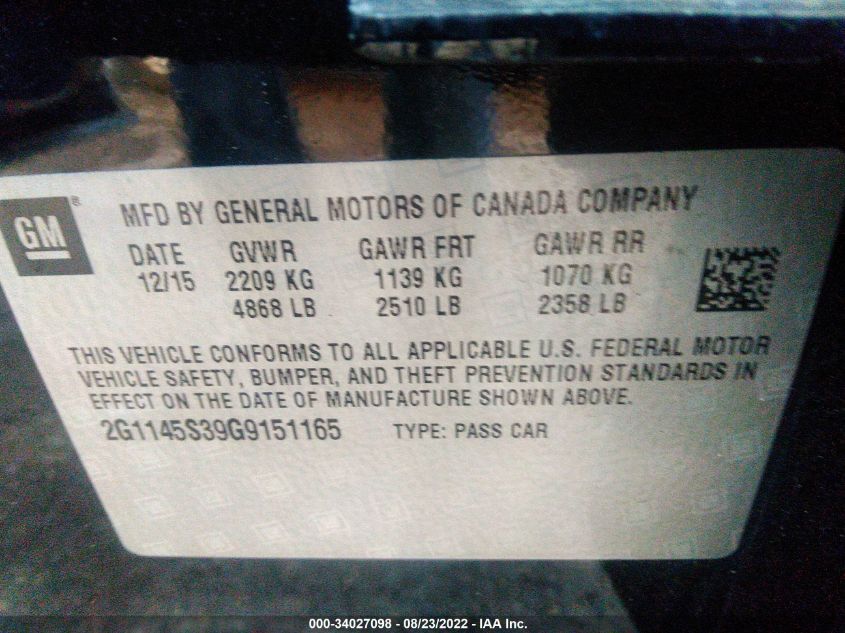 GM®
MFD BY GENERAL MOTORS OF CANADA COMPANY
DATE GVWR GAWR FRT GAWR RR
12/15 2209 KG 1139 KG 1070 KG
4868 LB 2510 LB 2358 LB
THIS VEHICLE CONFORMS TO ALL APPLICABLE U.S. FEDERAL MOTOR
VEHICLE SAFETY, BUMPER, AND THEFT PREVENTION STANDARDS IN
EFFECT ON THE DATE OF MANUFACTURE SHOWN ABOVE.
2G1145S39G9151165 TYPE: PASS CAR
000-34027098 - 08/23/2022 - IAA Inc.